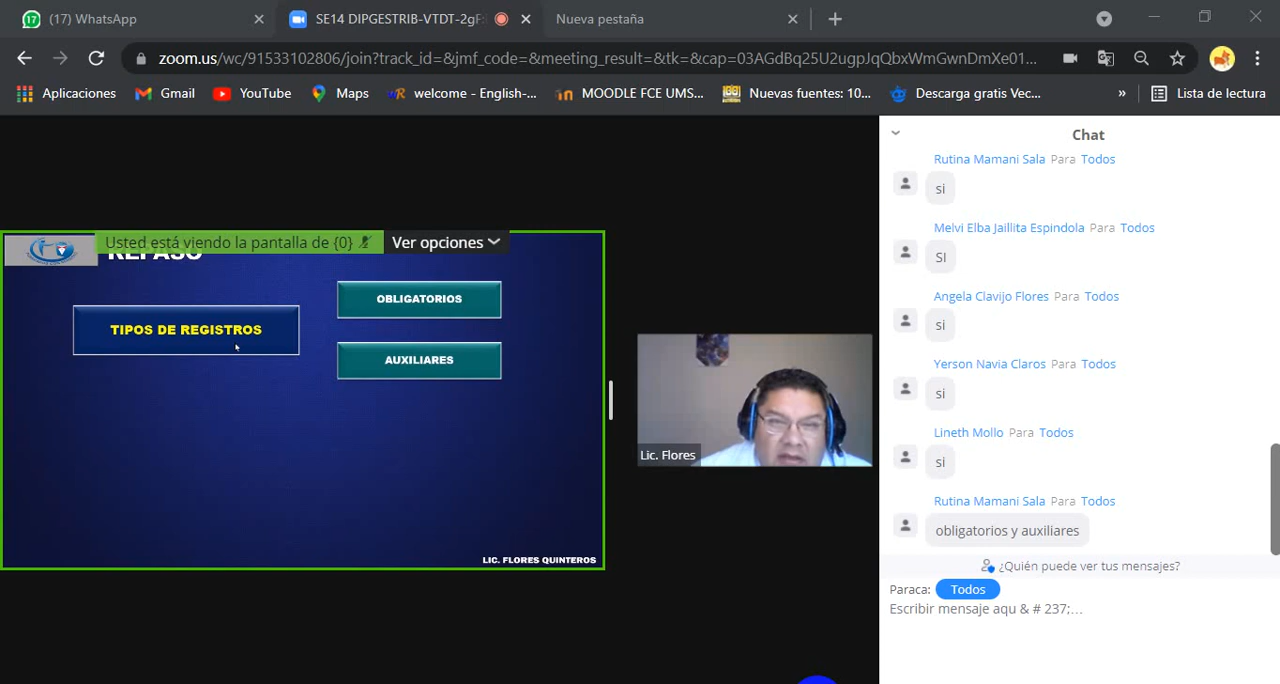 (17) WhatsApp
SE14 DIPGESTRIB-VTDT-2gF
Nueva pestaña
zoom.us/wc/91533102806/join?track_id=&jmf_code=&meeting_result=&tk=&cap=03AGdBq25U2ugpJqQbxWmGwnDmXe01...
Aplicaciones
Gmail
YouTube
Maps
welcome - English-...
MOODLE FCE UMS...
Nuevas fuentes: 10...
Descarga gratis Vec...
»
Lista de lectura
Usted está viendo la pantalla de {0}
Ver opciones
REPASO
TIPOS DE REGISTROS
OBLIGATORIOS
AUXILIARES
LIC. FLORES QUINTEROS
Lic. Flores
Chat
Rutina Mamani Sala Para Todos
si
Melvi Elba Jaillita Espindola Para Todos
SI
Angela Clavijo Flores Para Todos
si
Yerson Navia Claros Para Todos
si
Lineth Mollo Para Todos
si
Rutina Mamani Sala Para Todos
obligatorios y auxiliares
¿Quién puede ver tus mensajes?
Paraca: Todos
Escribir mensaje aqu & # 237;...